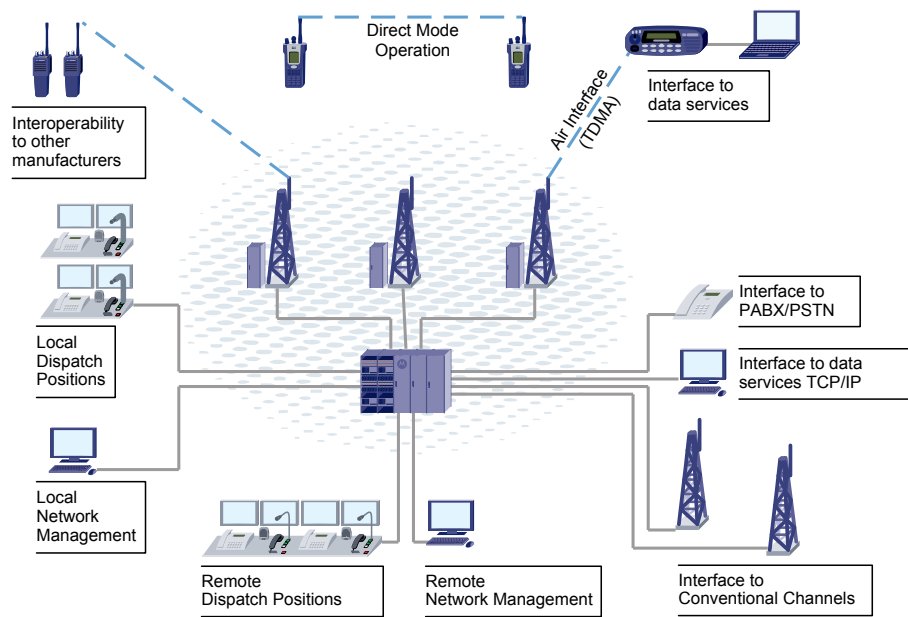 Direct Mode
Operation
Interoperability
to other
manufacturers
Air Interface
(TDMA)
Interface to
data services
Local
Dispatch
Positions
Interface to
PABX/PSTN
Interface to data
services TCP/IP
Local
Network
Management
Remote
Dispatch Positions
Remote
Network Management
Interface to
Conventional Channels